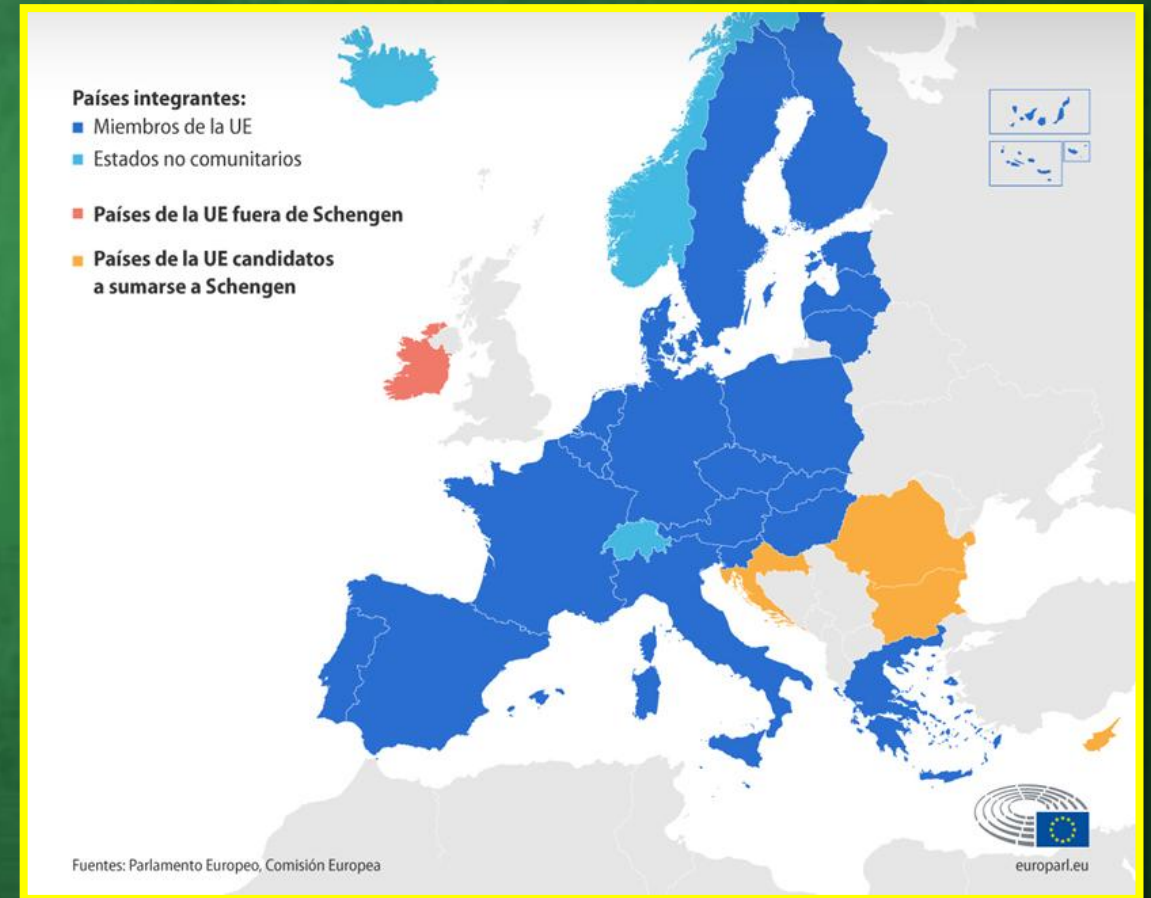 Países integrantes:
Miembros de la UE
Estados no comunitarios
Países de la UE fuera de Schengen
Países de la UE candidatos
a sumarse a Schengen
Fuentes: Parlamento Europeo, Comisión Europea
europarl.eu